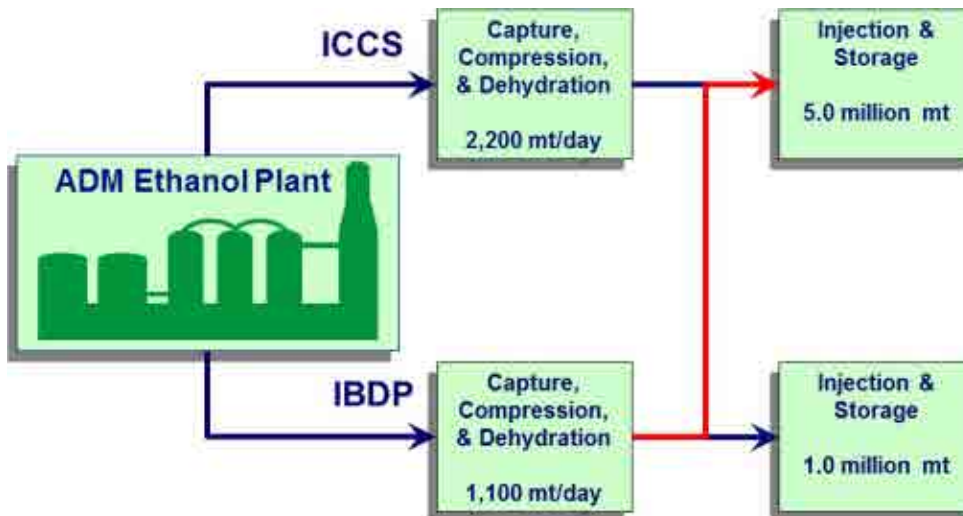 ICCS
Capture,
Compression,
& Dehydration
2,200 mt/day
Injection &
Storage
5.0 million mt
ADM Ethanol Plant
IBDP
Capture,
Compression,
& Dehydration
1,100 mt/day
Injection &
Storage
1.0 million mt